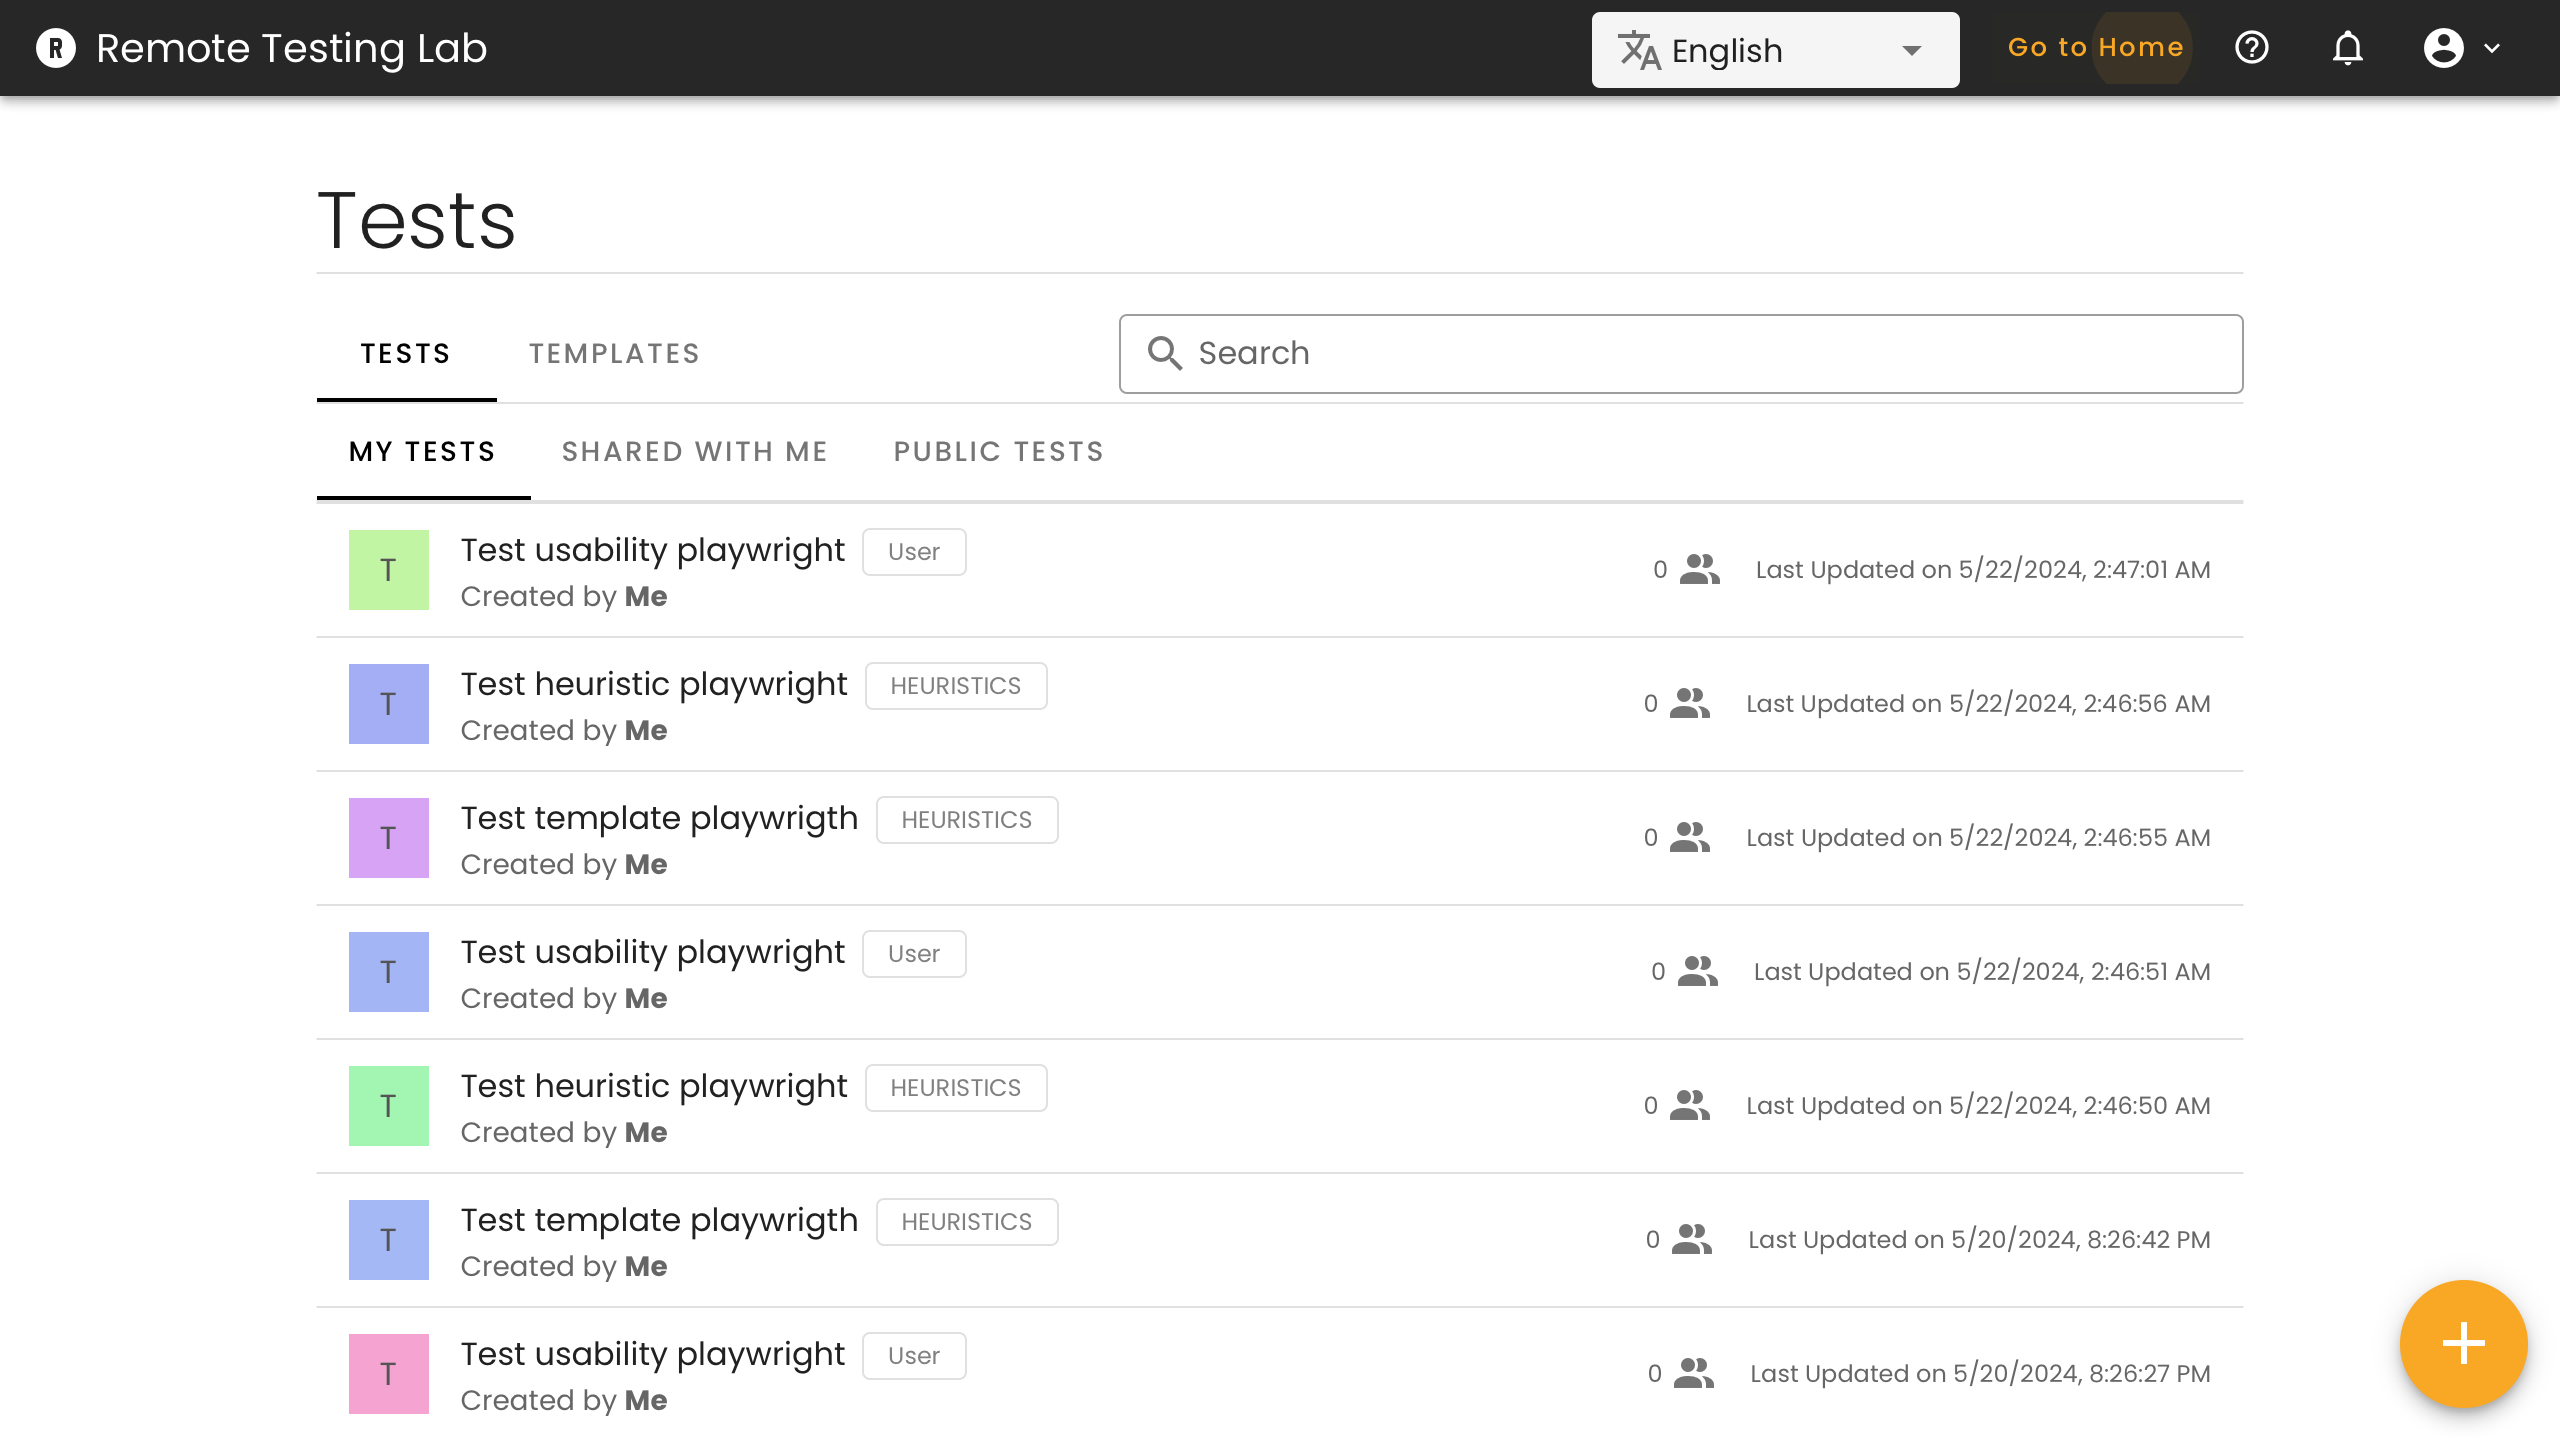 R Remote Testing Lab English Go to Home
Tests
TESTS TEMPLATES Search
MY TESTS SHARED WITH ME PUBLIC TESTS
T Test usability playwright User 0 Last Updated on 5/22/2024, 2:47:01 AM
Created by Me
T Test heuristic playwright HEURISTICS 0 Last Updated on 5/22/2024, 2:46:56 AM
Created by Me
T Test template playwrigth HEURISTICS 0 Last Updated on 5/22/2024, 2:46:55 AM
Created by Me
T Test usability playwright User 0 Last Updated on 5/22/2024, 2:46:51 AM
Created by Me
T Test heuristic playwright HEURISTICS 0 Last Updated on 5/22/2024, 2:46:50 AM
Created by Me
T Test template playwrigth HEURISTICS 0 Last Updated on 5/20/2024, 8:26:42 PM
Created by Me
T Test usability playwright User 0 Last Updated on 5/20/2024, 8:26:27 PM
Created by Me